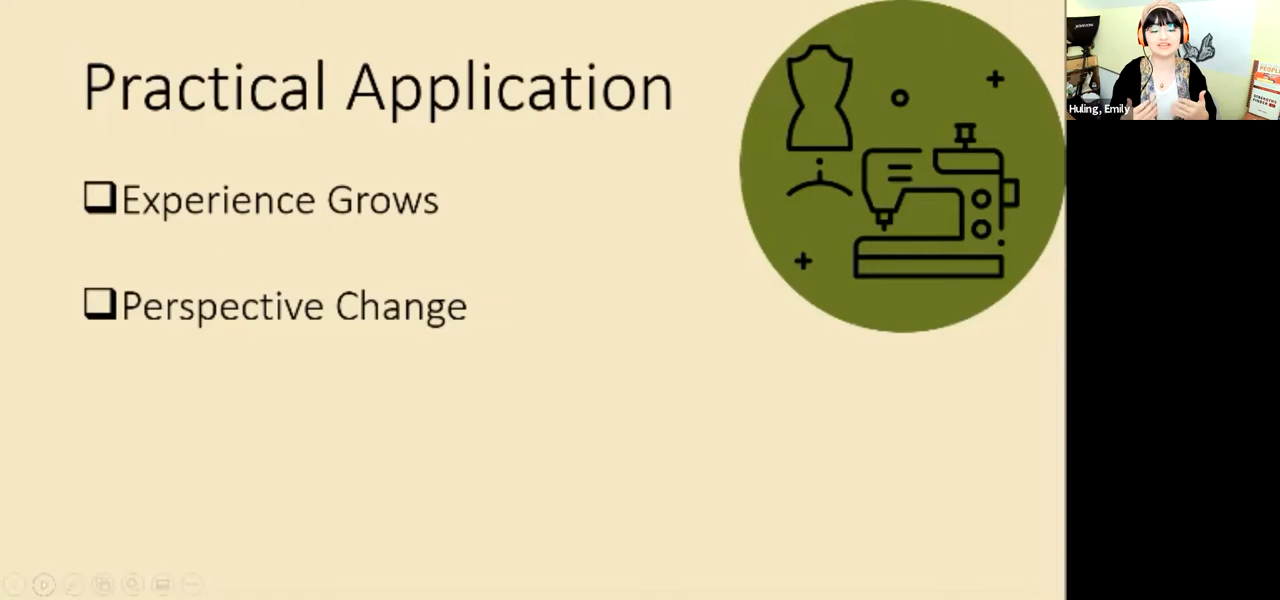 Practical Application
Experience Grows
Perspective Change
Huling, Emily